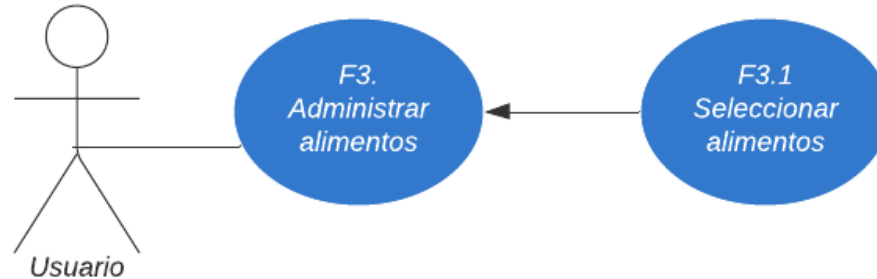 F3.
Administrar
alimentos
F3.1
Seleccionar
alimentos
Usuario